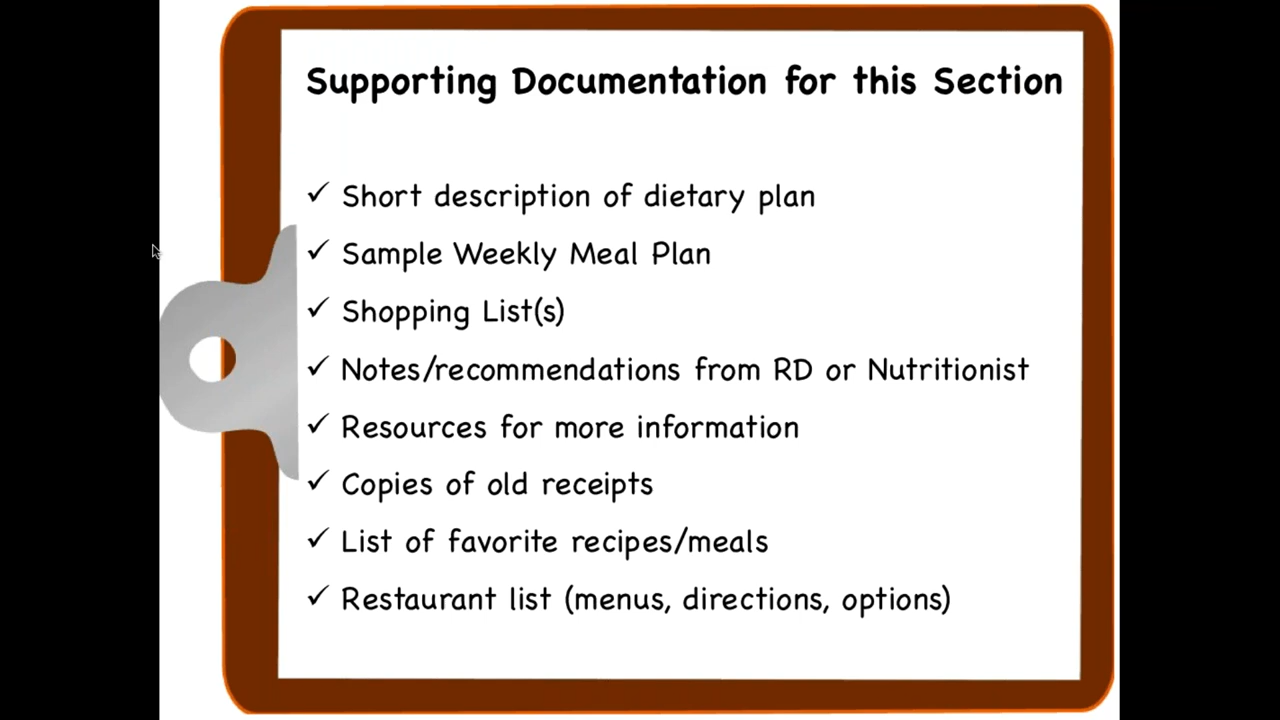 Supporting Documentation for this Section
✓ Short description of dietary plan
✓ Sample Weekly Meal Plan
✓ Shopping List(s)
✓ Notes/recommendations from RD or Nutritionist
✓ Resources for more information
✓ Copies of old receipts
✓ List of favorite recipes/meals
✓ Restaurant list (menus, directions, options)